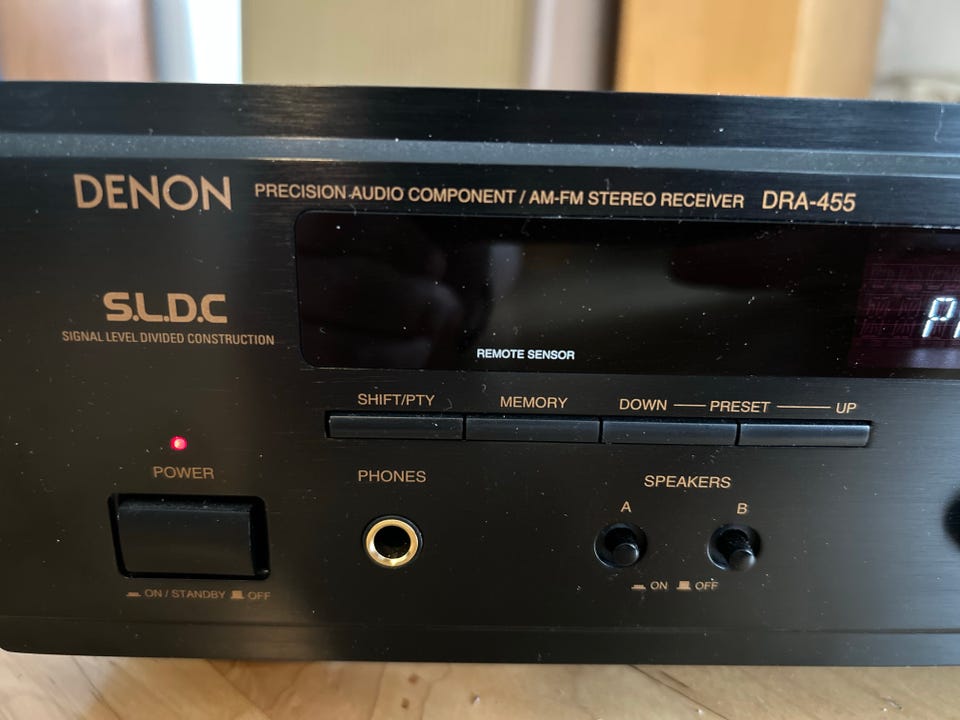 DENON PRECISION AUDIO COMPONENT / AM-FM STEREO RECEIVER DRA-455
S.L.D.C
SIGNAL LEVEL DIVIDED CONSTRUCTION
REMOTE SENSOR
SHIFT/PTY MEMORY DOWN PRESET UP
POWER
PHONES
SPEAKERS
A B
ON / STANDBY OFF
ON OFF